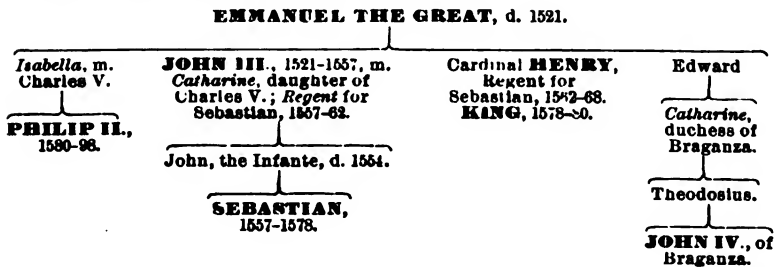 EMMANUEL THE GREAT, d. 1521.
Isabella, m.
Charles V.
PHILIP II.,
1580-98.
JOHN III., 1521-1557, m.
Catharine, daughter of
Charles V.; Regent for
Sebastian, 1557-62.
John, the Infante, d. 1554.
SEBASTIAN,
1557-1578.
Cardinal HENRY,
Regent for
Sebastian, 1562-68.
KING, 1578-80.
Edward
Catharine,
duchess of
Braganza.
Theodosius.
JOHN IV., of
Braganza.